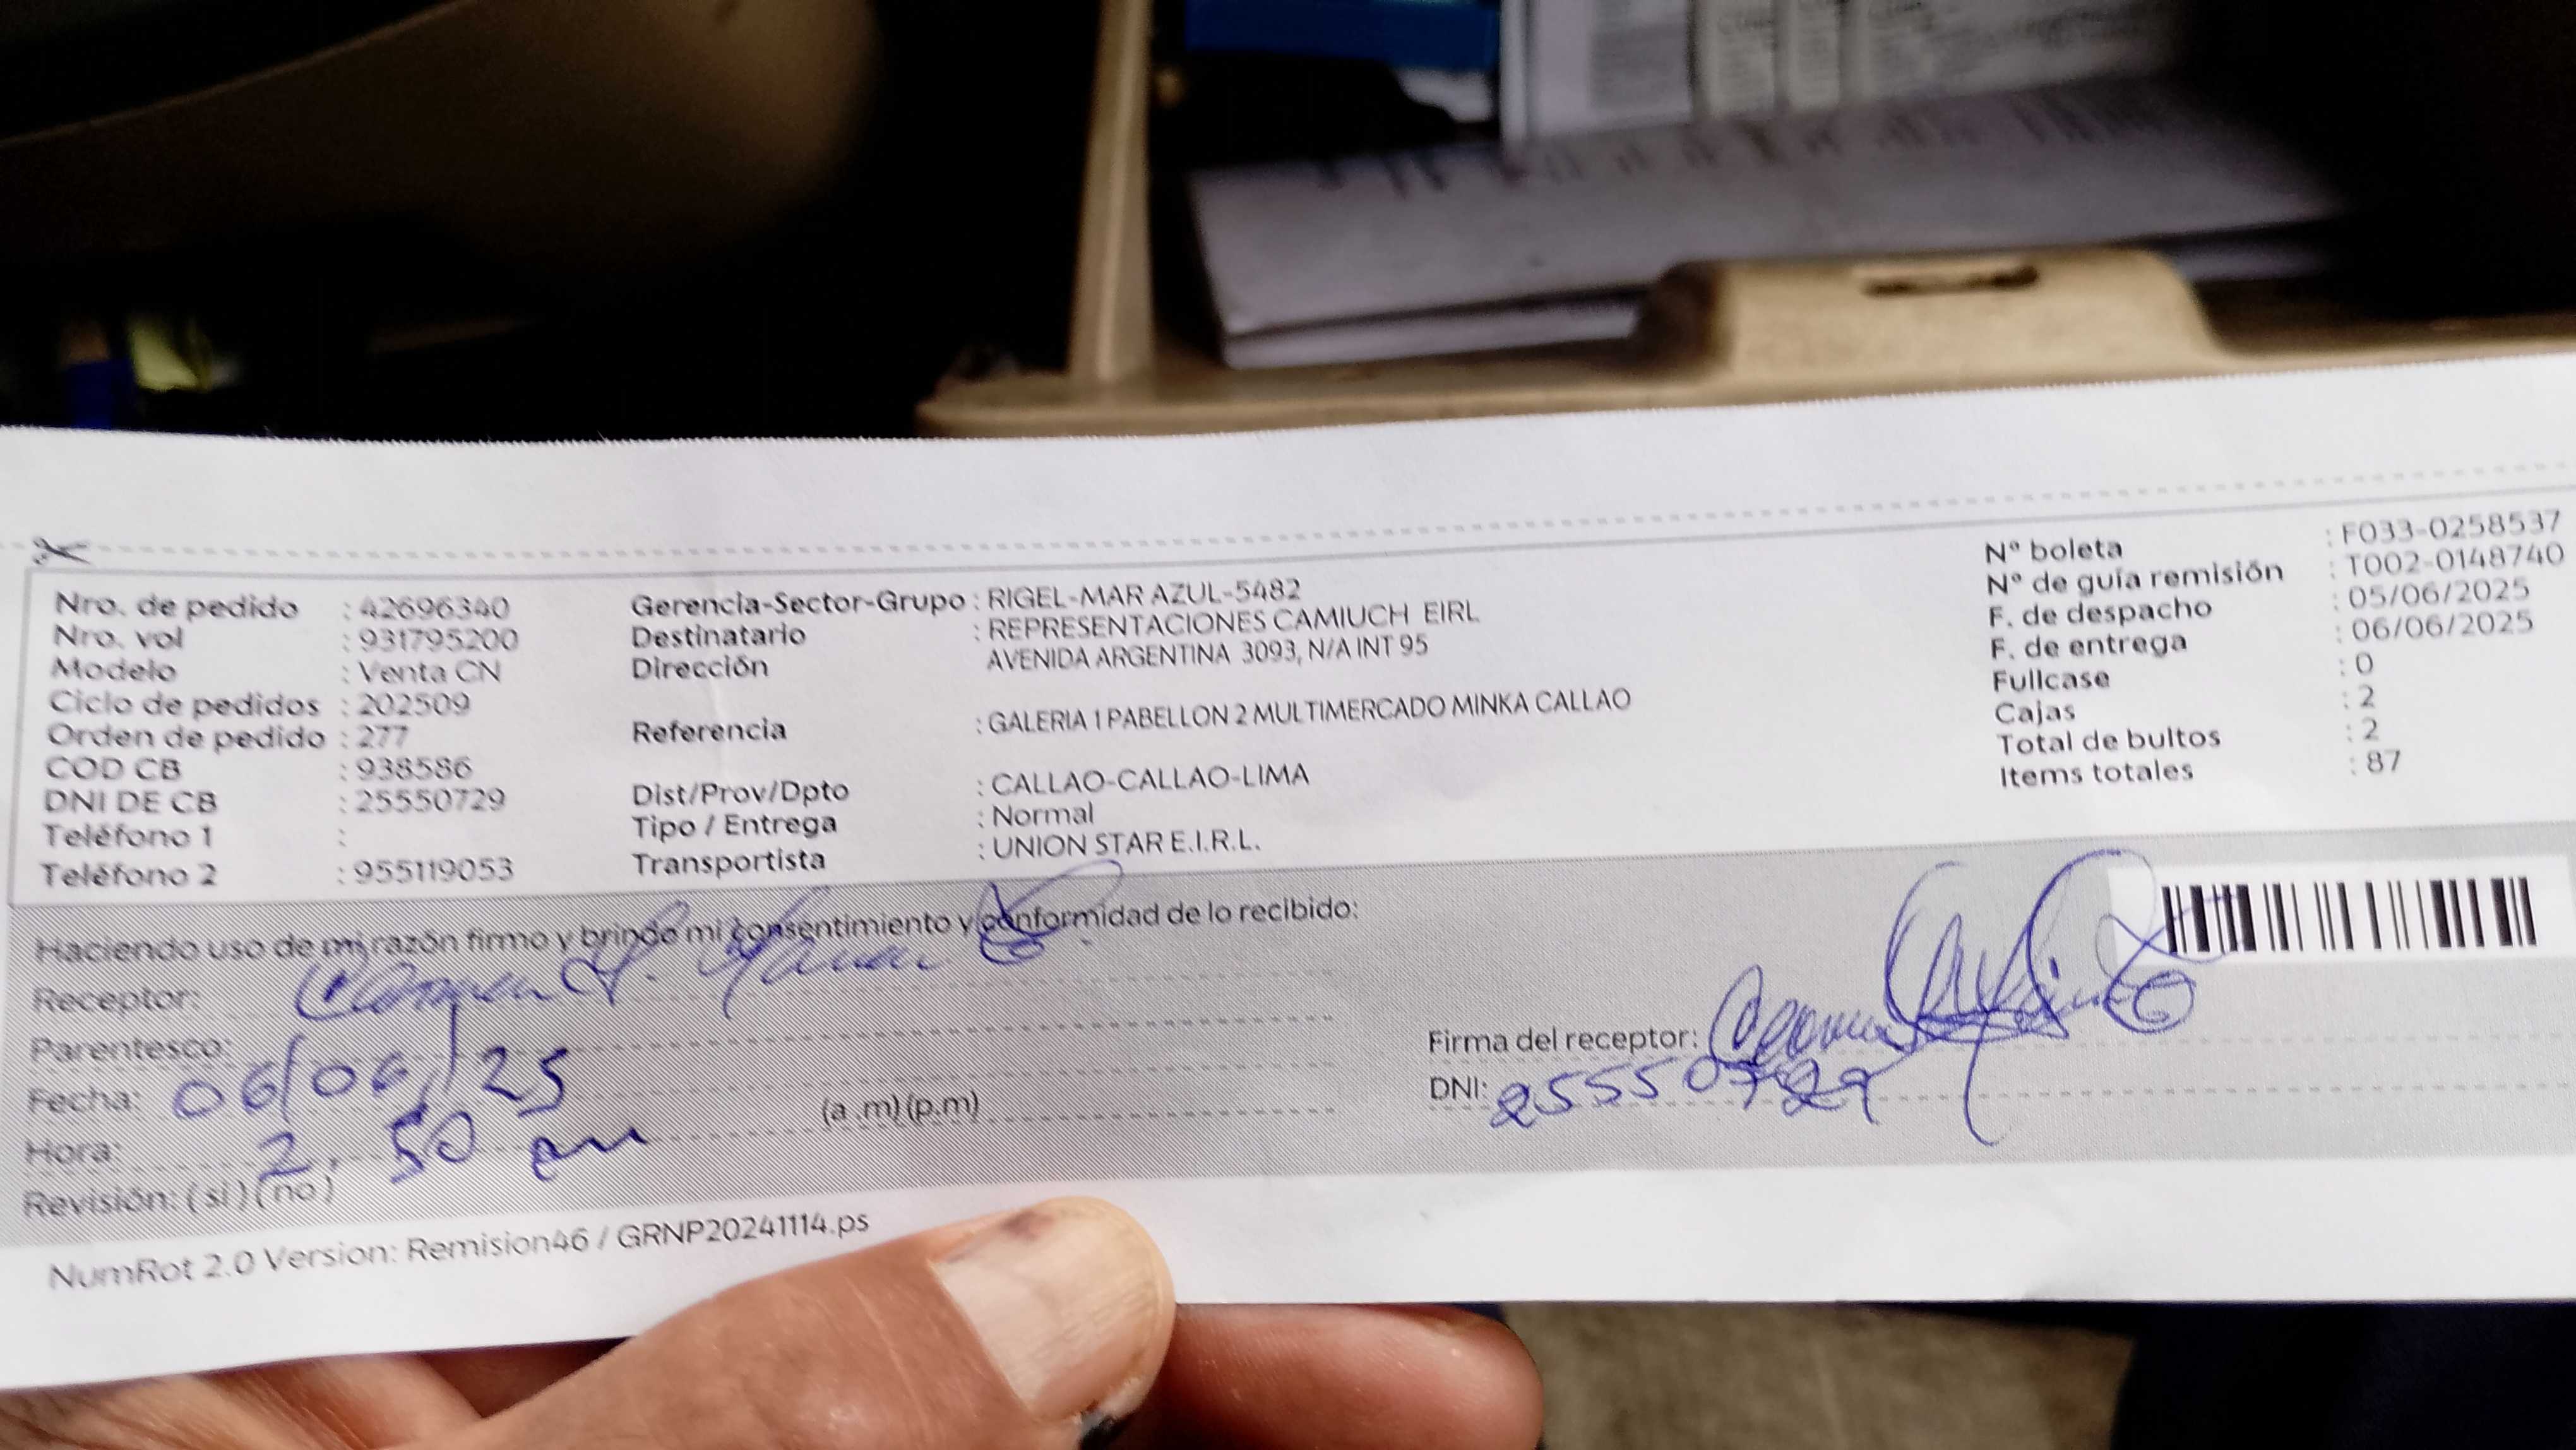 Nro. de pedido : 42696340
Nro. vol : 931795200
Modelo : Venta CN
Ciclo de pedidos : 202509
Orden de pedido : 277
COD CB : 938586
DNI DE CB : 25550729
Teléfono 1 :
Teléfono 2 : 955119053
Gerencia-Sector-Grupo : RIGEL-MAR AZUL-5482
Destinatario : REPRESENTACIONES CAMIUCH EIRL
Dirección AVENIDA ARGENTINA 3093, N/A INT 95
Referencia : GALERIA 1 PABELLON 2 MULTIMERCADO MINKA CALLAO
Dist/Prov/Dpto : CALLAO-CALLAO-LIMA
Tipo / Entrega : Normal
Transportista : UNION STAR E.I.R.L.
N° boleta : F033-0258537
N° de guía remisión : T002-0148740
F. de despacho : 05/06/2025
F. de entrega : 06/06/2025
Fullcase : 0
Cajas : 2
Total de bultos : 2
Items totales : 87
Haciendo uso de mi razón firmo y brindo mi consentimiento y conformidad de lo recibido:
Receptor:
Parentesco:
Fecha: 06/06/25
Hora: 2,50 (a .m) (p.m)
Revisión: ( si ) ( no )
Firma del receptor:
DNI: 25550729
NumRot 2.0 Version: Remision46 / GRNP20241114.ps